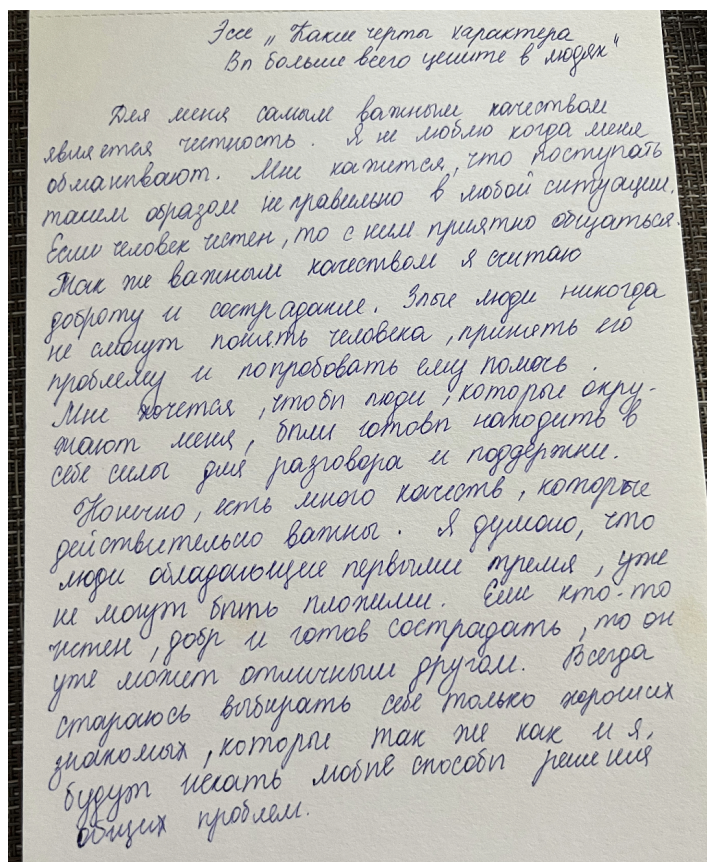 Эссе „Какие черты характера
Вы больше всего цените в людях"
Для меня самым важным качеством
является честность. Я не люблю когда меня
обманывают. Мне кажется, что поступать
таким образом неправильно в любой ситуации.
Если человек честен, то с ним приятно общаться.
Так же важным качеством я считаю
доброту и сострадание. Злые люди никогда
не смогут понять человека, принять его
проблему и попробовать ему помочь.
Мне хочется, чтобы люди, которые окру-
жают меня, были готовы находить в
себе силы для разговора и поддержки.
Конечно, есть много качеств, которые
действительно важны. Я думаю, что
люди обладающие первыми тремя, уже
не могут быть плохими. Если кто-то
честен, добр и готов сострадать, то он
уже может отличным другом. Всегда
стараюсь выбирать себе только хороших
знакомых, которые так же как и я,
будут искать любые способы решения
общих проблем.